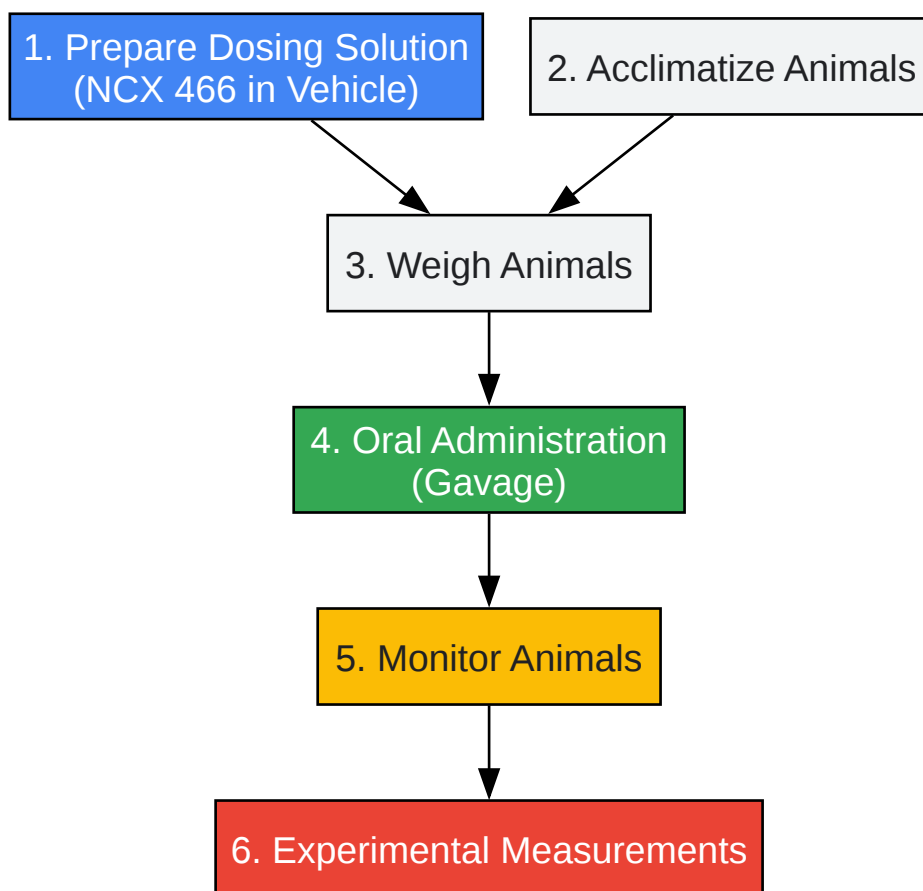 1. Prepare Dosing Solution
(NCX 466 in Vehicle)
2. Acclimatize Animals
3. Weigh Animals
4. Oral Administration
(Gavage)
5. Monitor Animals
6. Experimental Measurements